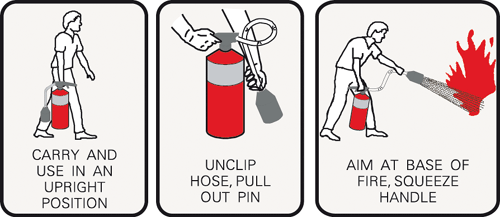 CARRY AND
USE IN AN
UPRIGHT
POSITION
UNCLIP
HOSE, PULL
OUT PIN
AIM AT BASE OF
FIRE, SQUEEZE
HANDLE